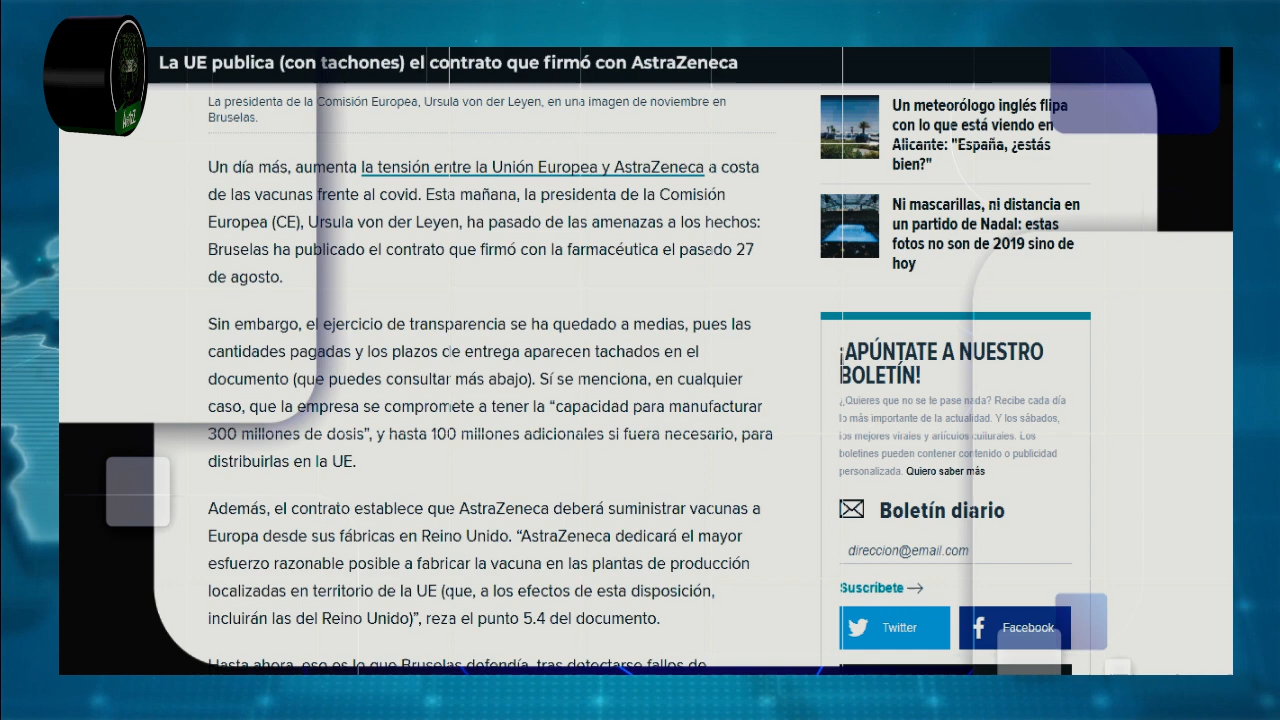 La UE publica (con tachones) el contrato que firmó con AstraZeneca
La presidenta de la Comisión Europea, Ursula von der Leyen, en una imagen de noviembre en
Bruselas.
Un día más, aumenta la tensión entre la Unión Europea y AstraZeneca a costa
de las vacunas frente al covid. Esta mañana, la presidenta de la Comisión
Europea (CE), Ursula von der Leyen, ha pasado de las amenazas a los hechos:
Bruselas ha publicado el contrato que firmó con la farmacéutica el pasado 27
de agosto.
Sin embargo, el ejercicio de transparencia se ha quedado a medias, pues las
cantidades pagadas y los plazos de entrega aparecen tachados en el
documento (que puedes consultar más abajo). Sí se menciona, en cualquier
caso, que la empresa se compromete a tener la “capacidad para manufacturar
300 millones de dosis”, y hasta 100 millones adicionales si fuera necesario, para
distribuirlas en la UE.
Además, el contrato establece que AstraZeneca deberá suministrar vacunas a
Europa desde sus fábricas en Reino Unido. “AstraZeneca dedicará el mayor
esfuerzo razonable posible a fabricar la vacuna en las plantas de producción
localizadas en territorio de la UE (que, a los efectos de esta disposición,
incluirán las del Reino Unido)”, reza el punto 5.4 del documento.
Hasta ahora, eso es lo que Bruselas defendía, tras detectarse fallos de
Un meteorólogo inglés flipa
con lo que está viendo en
Alicante: "España, ¿estás
bien?"
Ni mascarillas, ni distancia en
un partido de Nadal: estas
fotos no son de 2019 sino de
hoy
¡APÚNTATE A NUESTRO
BOLETÍN!
¿Quieres que no se te pase nada? Recibe cada día
lo más importante de la actualidad. Y los sábados,
los mejores virales y artículos culturales. Los
boletines pueden contener contenido o publicidad
personalizada. Quiero saber más
Boletín diario
direccion@email.com
Suscríbete
Twitter
Facebook